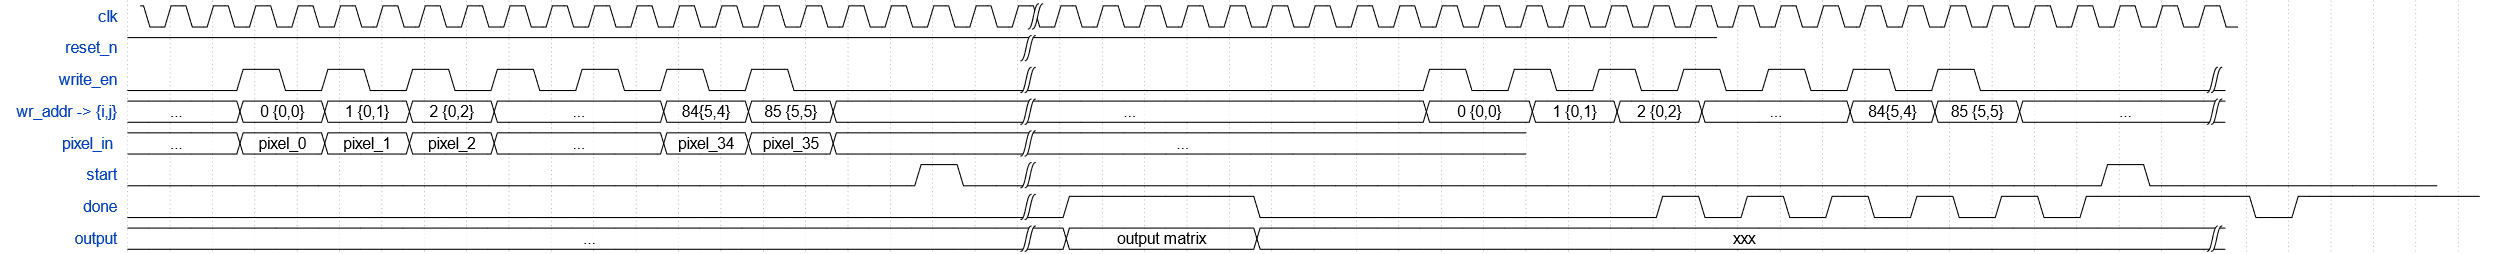 clk
reset_n
write_en
wr_addr -> {i,j} ... 0 {0,0} 1 {0,1} 2 {0,2} ... 84{5,4} 85 {5,5} ... 0 {0,0} 1 {0,1} 2 {0,2} ... 84{5,4} 85 {5,5} ...
pixel_in ... pixel_0 pixel_1 pixel_2 ... pixel_34 pixel_35 ...
start
done
output ... output matrix xxx